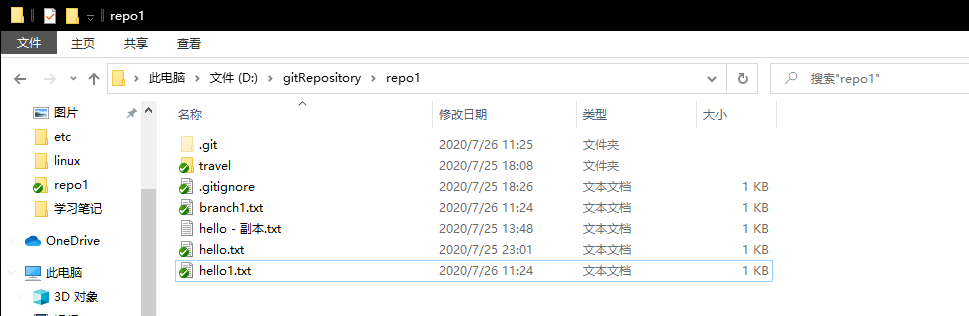 repo1
文件 主页 共享 查看
此电脑 文件 (D:) gitRepository repo1 搜索"repo1"
图片
etc
linux
repo1
学习笔记
OneDrive
此电脑
3D 对象
名称 修改日期 类型 大小
.git 2020/7/26 11:25 文件夹
travel 2020/7/25 18:08 文件夹
.gitignore 2020/7/25 18:26 文本文档 1 KB
branch1.txt 2020/7/26 11:24 文本文档 1 KB
hello - 副本.txt 2020/7/25 13:48 文本文档 1 KB
hello.txt 2020/7/25 23:01 文本文档 1 KB
hello1.txt 2020/7/26 11:24 文本文档 1 KB